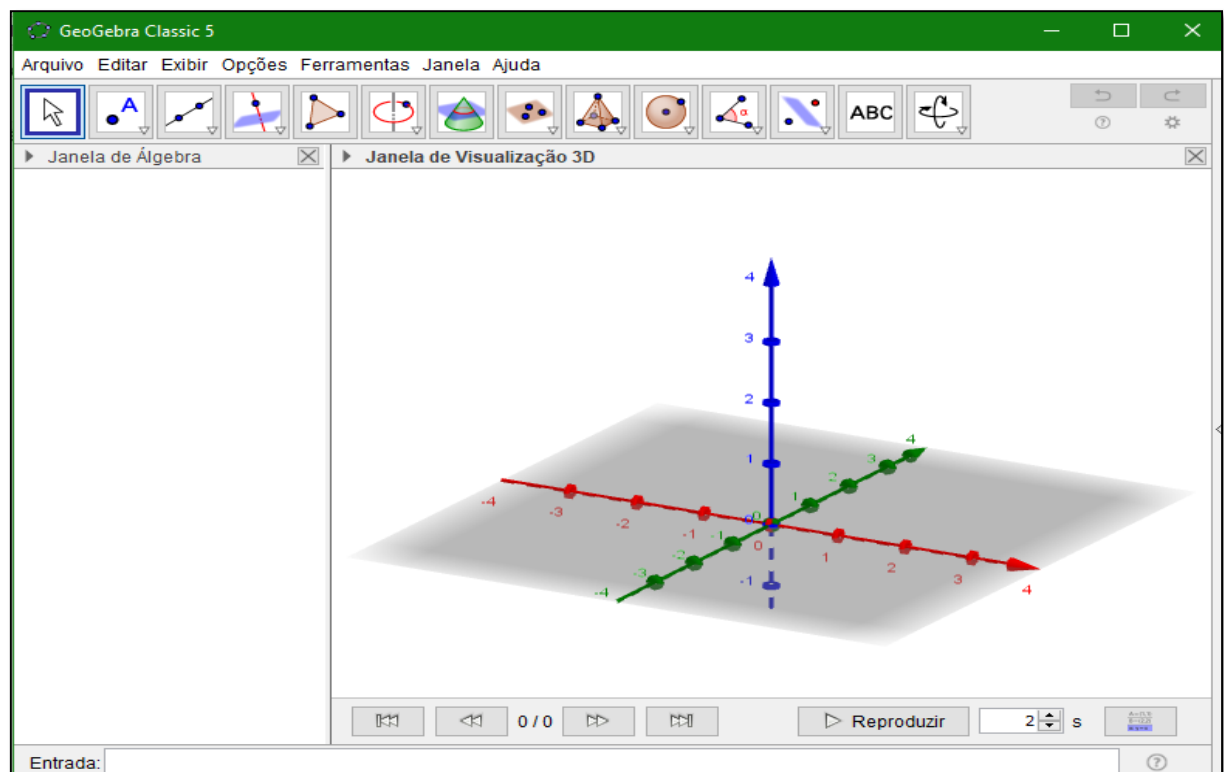 GeoGebra Classic 5
Arquivo Editar Exibir Opções Ferramentas Janela Ajuda
A
α
ABC
Janela de Álgebra
Janela de Visualização 3D
4
3
2
1
0
-1
-4
-3
-2
-1
0
1
2
3
4
-4
-3
-2
-1
0
1
2
3
4
0 / 0
Reproduzir
2 s
Entrada: